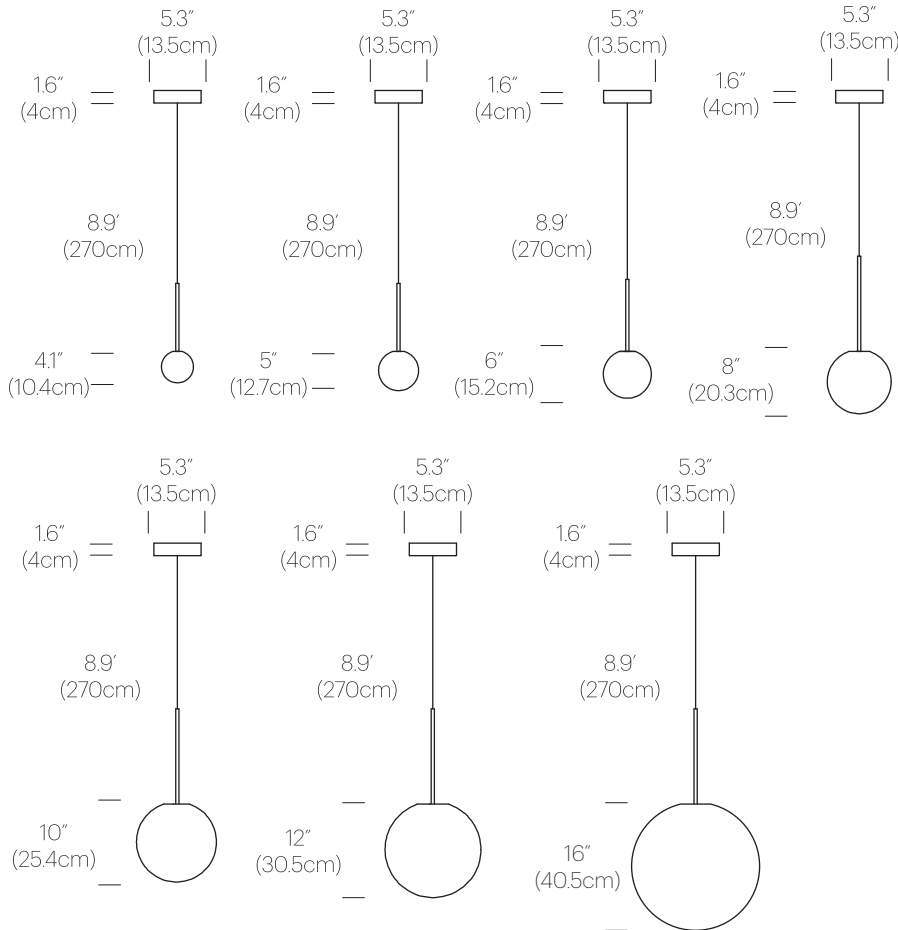 5.3”
(13.5cm)
1.6”
(4cm)
8.9’
(270cm)
4.1”
(10.4cm)
5.3”
(13.5cm)
1.6”
(4cm)
8.9’
(270cm)
5”
(12.7cm)
5.3”
(13.5cm)
1.6”
(4cm)
8.9’
(270cm)
6”
(15.2cm)
5.3”
(13.5cm)
1.6”
(4cm)
8.9’
(270cm)
8”
(20.3cm)
5.3”
(13.5cm)
1.6”
(4cm)
8.9’
(270cm)
10”
(25.4cm)
5.3”
(13.5cm)
1.6”
(4cm)
8.9’
(270cm)
12”
(30.5cm)
5.3”
(13.5cm)
1.6”
(4cm)
8.9’
(270cm)
16”
(40.5cm)